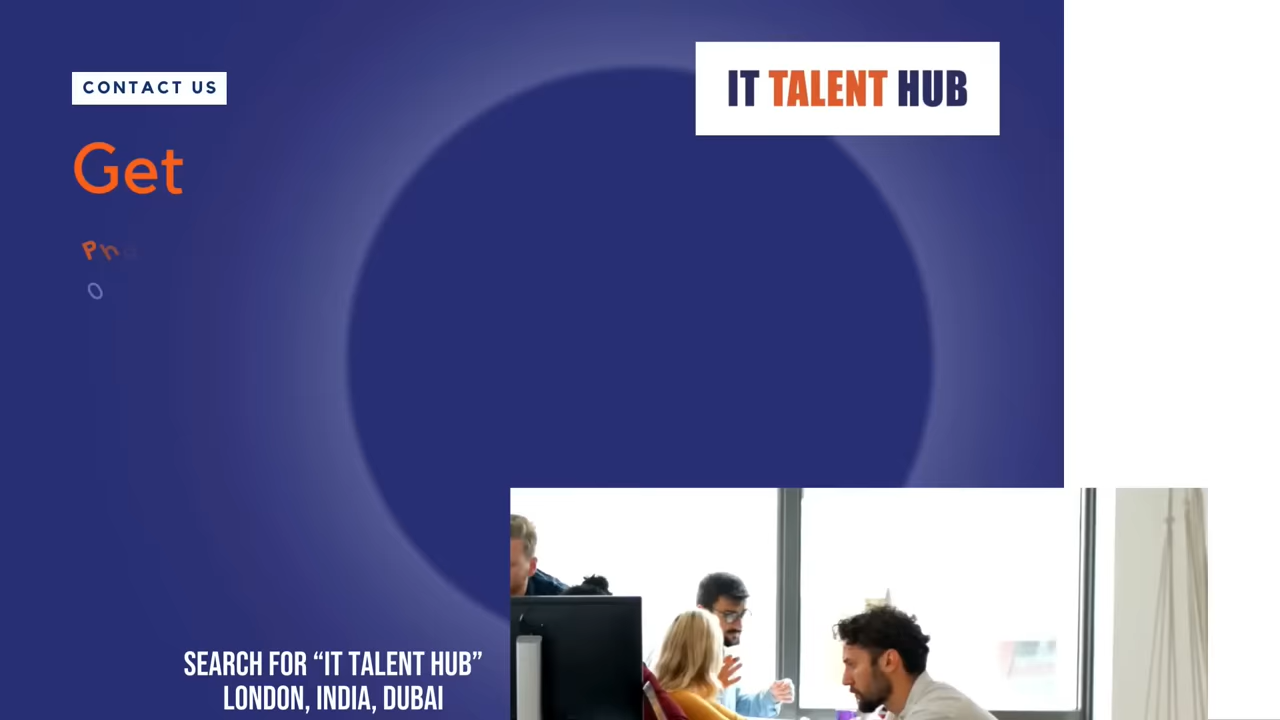 CONTACT US
IT TALENT HUB
Get
SEARCH FOR “IT TALENT HUB”
LONDON, INDIA, DUBAI